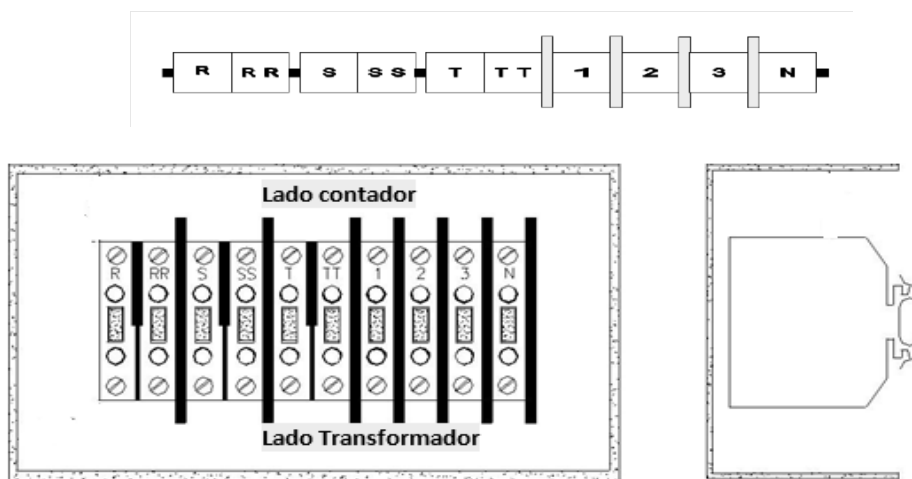 R RR S SS T TT 1 2 3 N
Lado contador
R RR S SS T TT 1 2 3 N
Lado Transformador